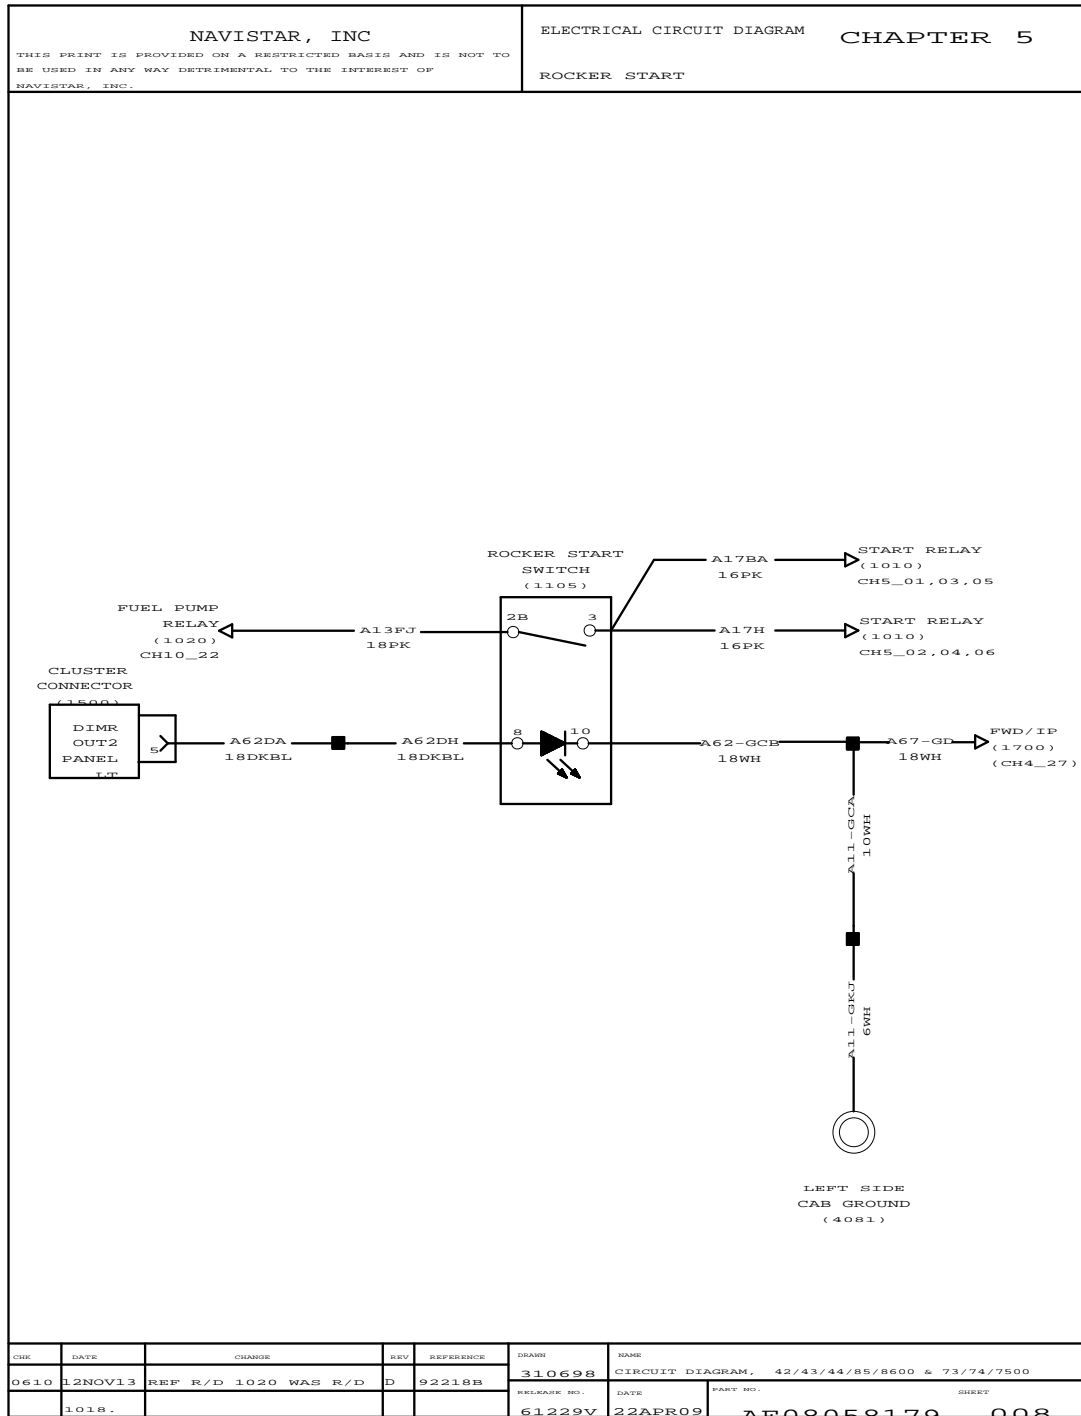 NAVISTAR, INC
THIS PRINT IS PROVIDED ON A RESTRICTED BASIS AND IS NOT TO
BE USED IN ANY WAY DETRIMENTAL TO THE INTEREST OF
NAVISTAR, INC.
ELECTRICAL CIRCUIT DIAGRAM
CHAPTER 5
ROCKER START
ROCKER START
SWITCH
(1105)
A17BA
16PK
START RELAY
(1010)
CH5_01,03,05
FUEL PUMP
RELAY
(1020)
CH10_22
A13FJ
18PK
2B
3
A17H
16PK
START RELAY
(1010)
CH5_02,04,06
CLUSTER
CONNECTOR
(1500)
DIMR
OUT2
PANEL
LT
5
A62DA
18DKBL
A62DH
18DKBL
8
10
A62-GCB
18WH
A67-GD
18WH
FWD/IP
(1700)
(CH4_27)
A11-GCA
10WH
A11-GKJ
6WH
LEFT SIDE
CAB GROUND
(4081)
CHK
DATE
CHANGE
REV
REFERENCE
DRAWN
NAME
0610
12NOV13
REF R/D 1020 WAS R/D
D
92218B
310698
CIRCUIT DIAGRAM, 42/43/44/85/8600 & 73/74/7500
1018.
RELEASE NO.
DATE
PART NO.
SHEET
61229V
22APR09
AE08058179
008